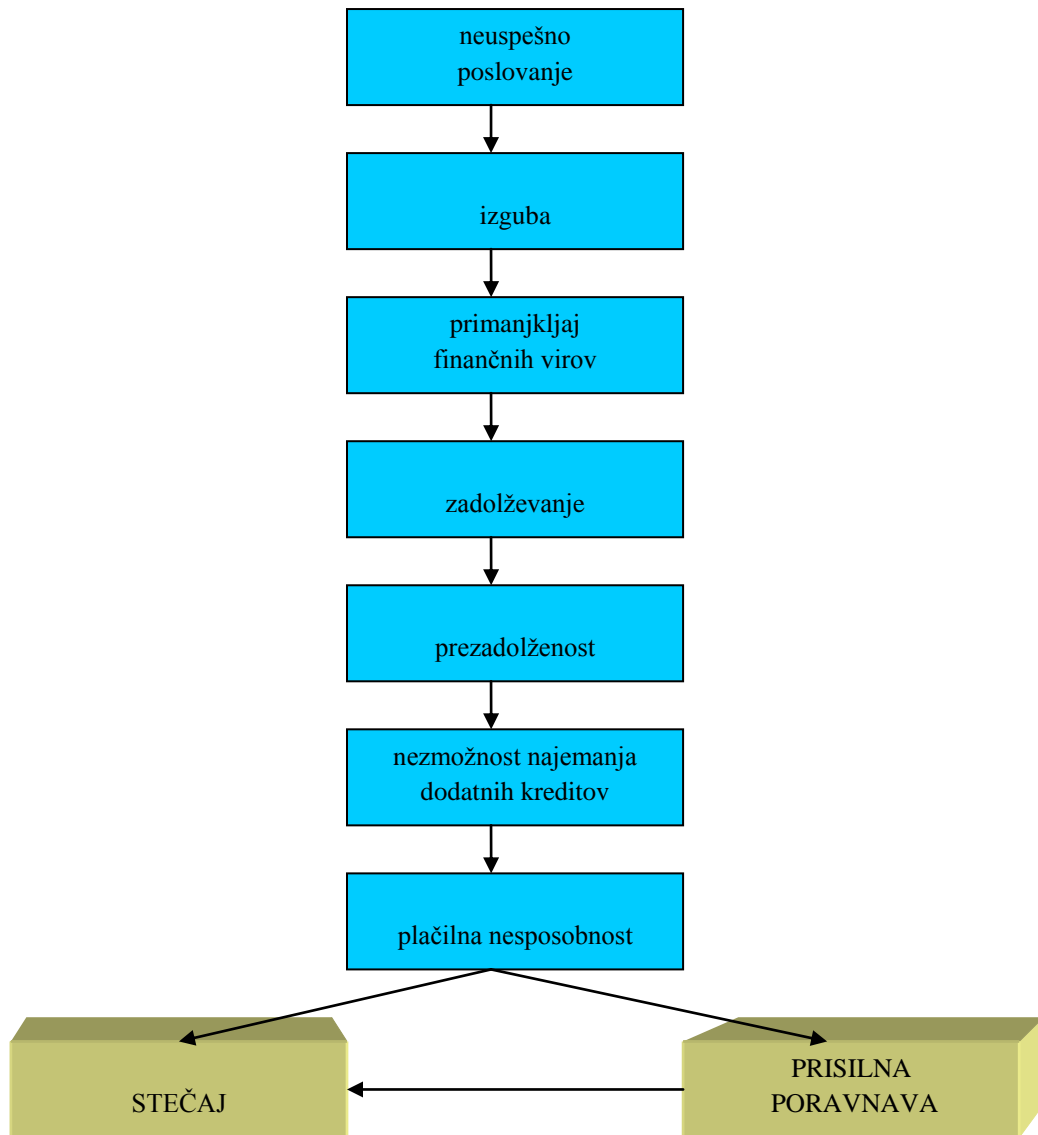 neuspešno
poslovanje
izguba
primanjkljaj
finančnih virov
zadolževanje
prezadolženost
nezmožnost najemanja
dodatnih kreditov
plačilna nesposobnost
STEČAJ
PRISILNA
PORAVNAVA